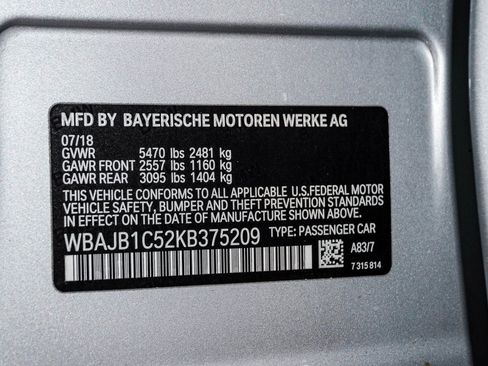 MFD BY BAYERISCHE MOTOREN WERKE AG
07/18
GVWR 5470 lbs 2481 kg
GAWR FRONT 2557 lbs 1160 kg
GAWR REAR 3095 lbs 1404 kg
THIS VEHICLE CONFORMS TO ALL APPLICABLE U.S.FEDERAL MOTOR
VEHICLE SAFETY, BUMPER AND THEFT PREVENTION STANDARDS
IN EFFECT ON THE DATE OF MANUFACTURE SHOWN ABOVE.
WBAJB1C52KB375209 TYPE: PASSENGER CAR
A83/7
7 315 814